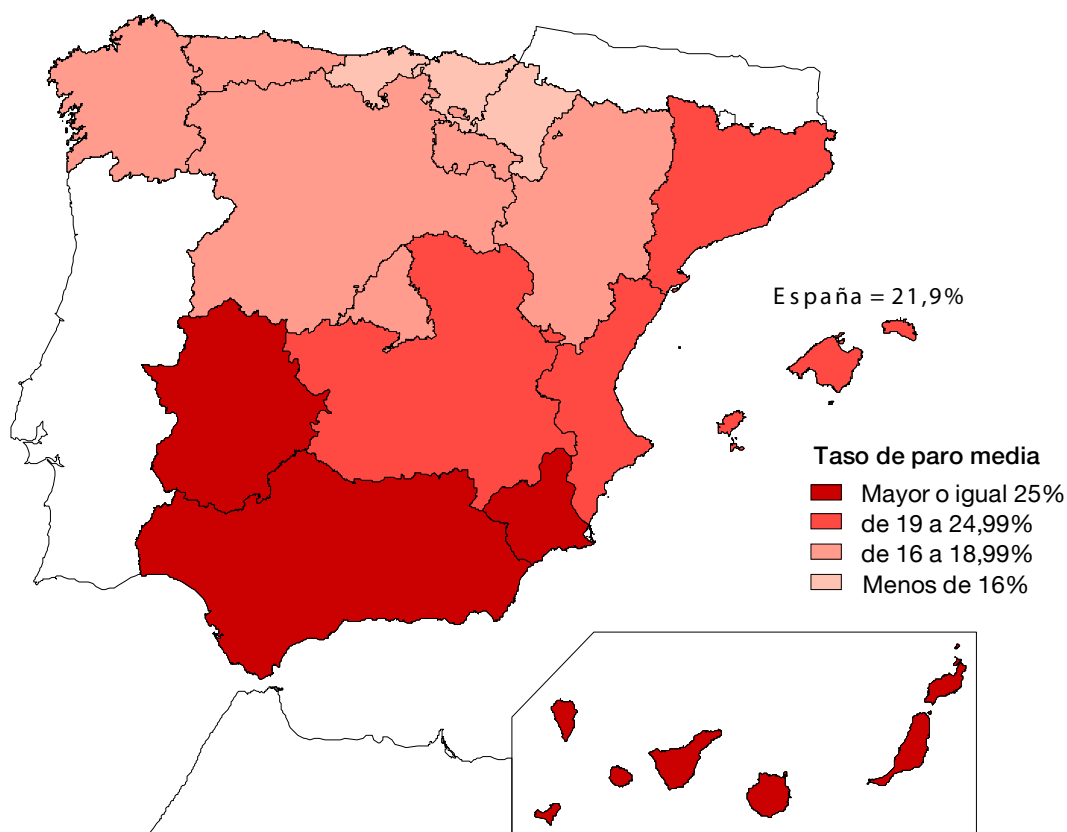 España = 21,9%
Taso de paro media
Mayor o igual 25%
de 19 a 24,99%
de 16 a 18,99%
Menos de 16%